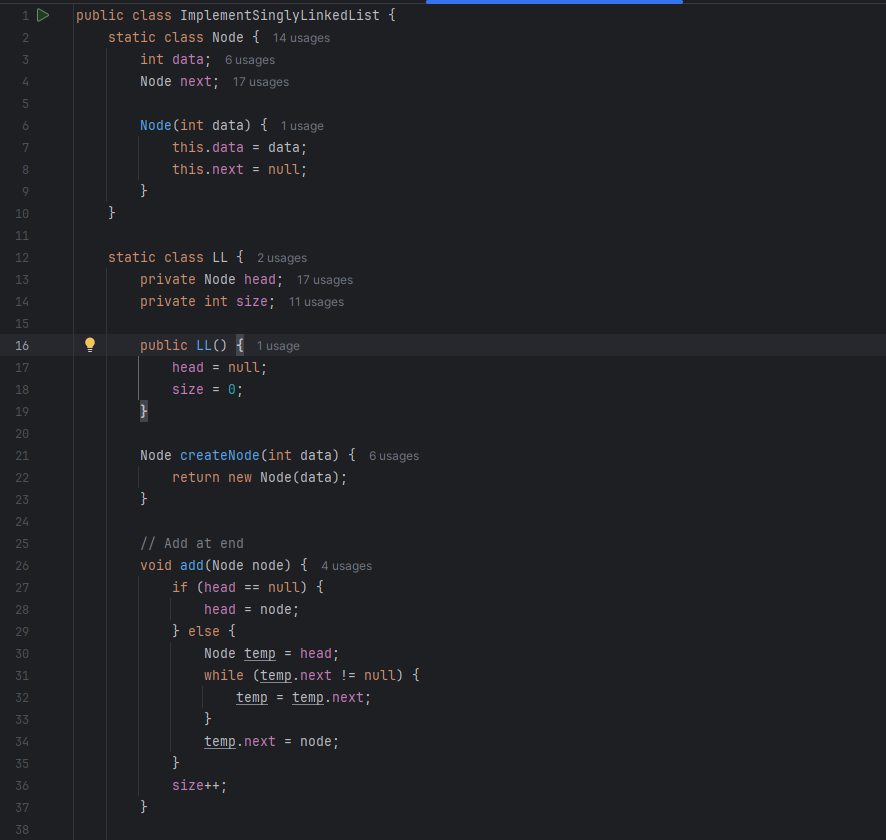 1 public class ImplementSinglyLinkedList {
2 static class Node { 14 usages
3 int data; 6 usages
4 Node next; 17 usages
5
6 Node(int data) { 1 usage
7 this.data = data;
8 this.next = null;
9 }
10 }
11
12 static class LL { 2 usages
13 private Node head; 17 usages
14 private int size; 11 usages
15
16 public LL() { 1 usage
17 head = null;
18 size = 0;
19 }
20
21 Node createNode(int data) { 6 usages
22 return new Node(data);
23 }
24
25 // Add at end
26 void add(Node node) { 4 usages
27 if (head == null) {
28 head = node;
29 } else {
30 Node temp = head;
31 while (temp.next != null) {
32 temp = temp.next;
33 }
34 temp.next = node;
35 }
36 size++;
37 }
38